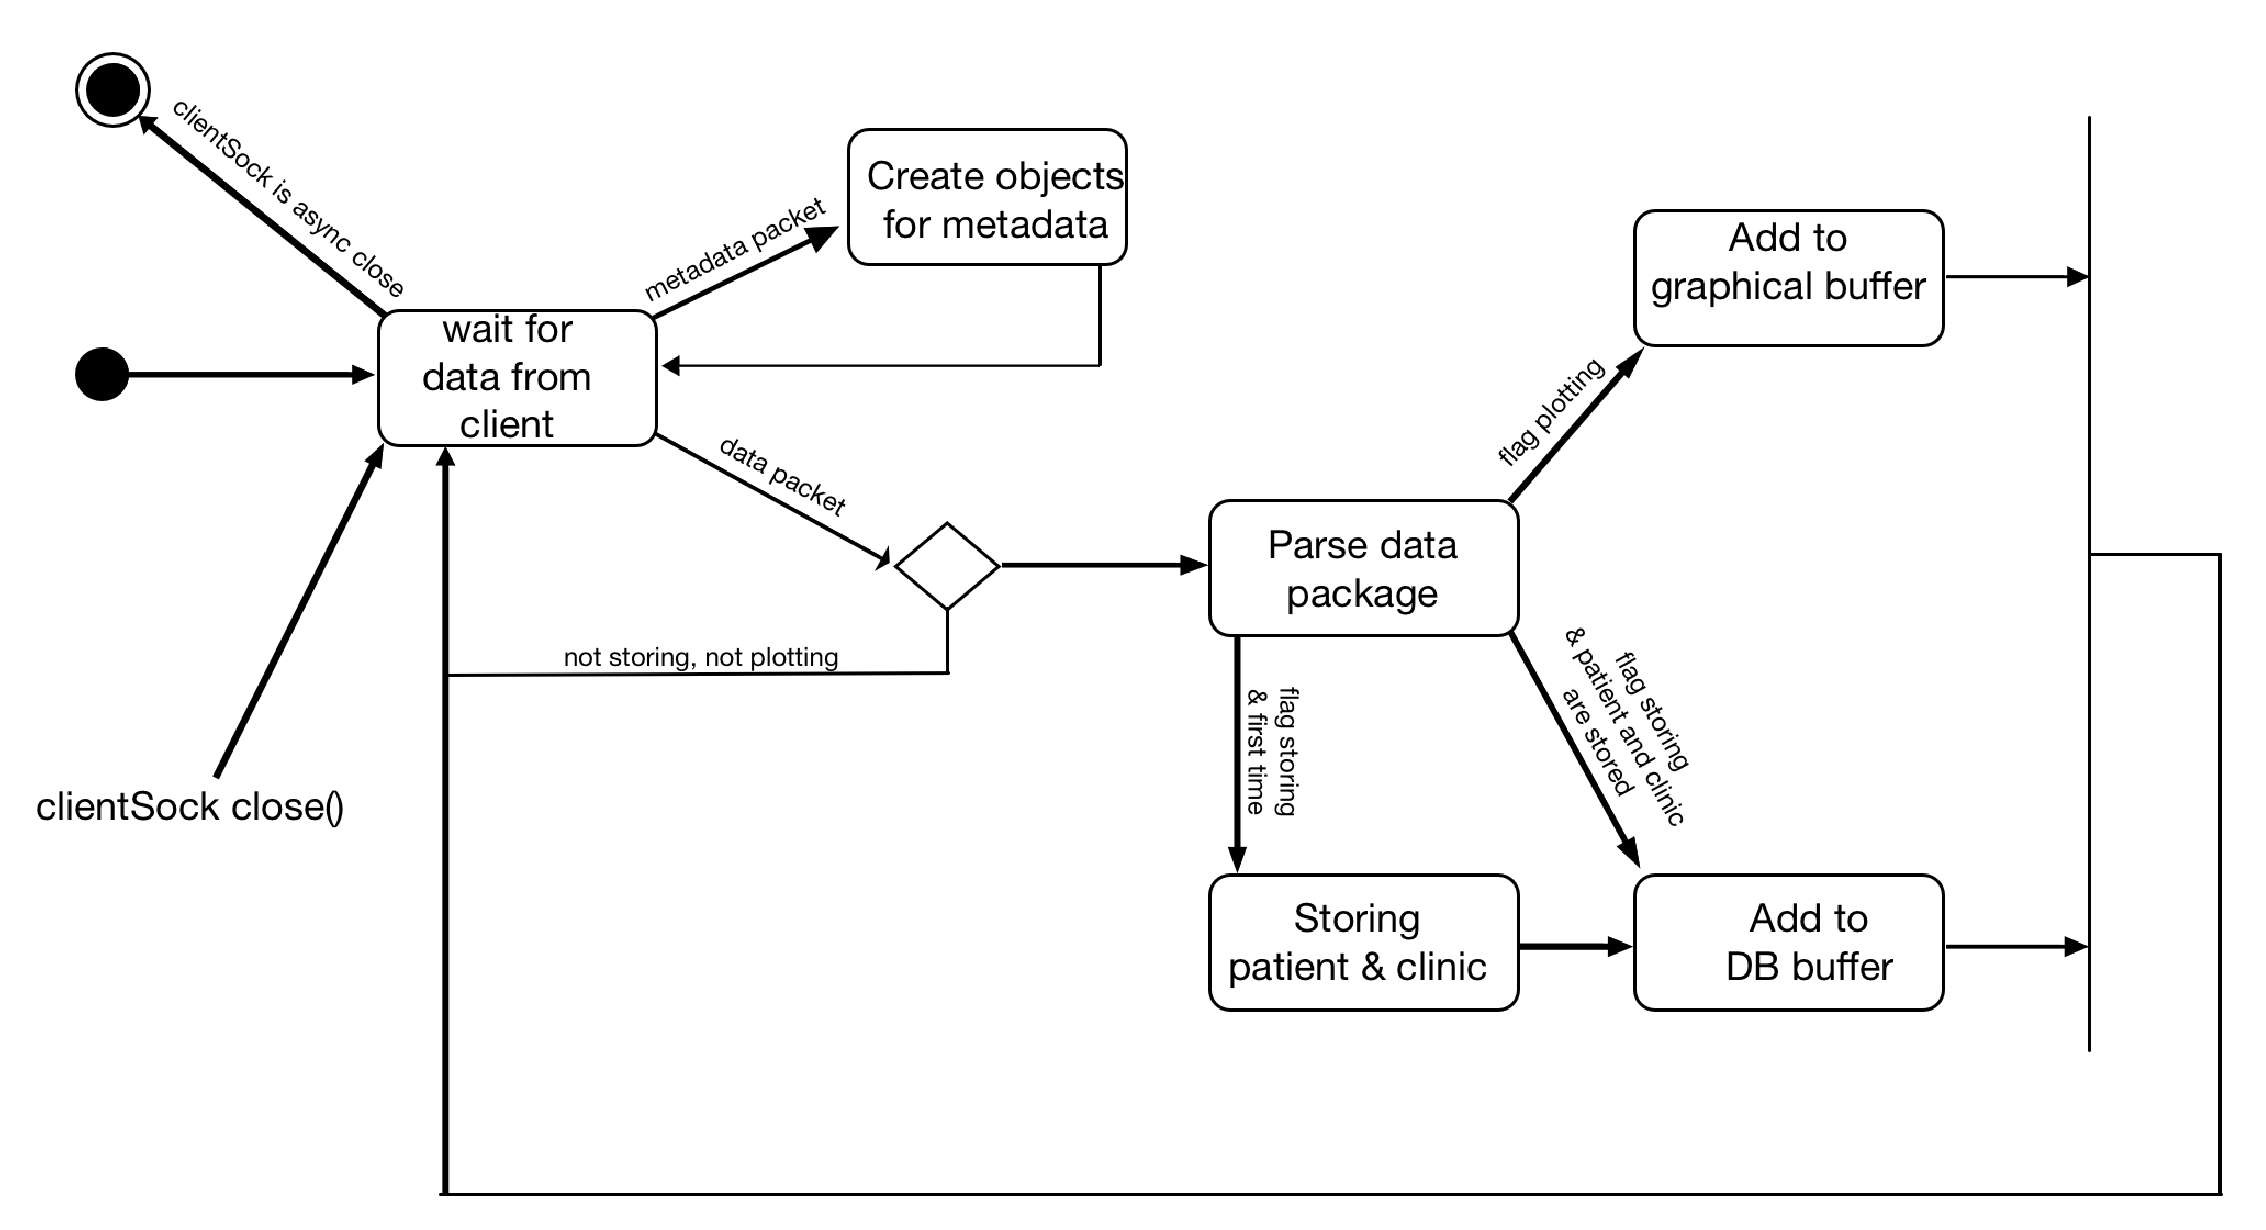 clientSock is async close
metadata packet
Create objects
for metadata
wait for
data from
client
data packet
not storing, not plotting
clientSock close()
Parse data
package
flag plotting
Add to
graphical buffer
flag storing
& first time
flag storing
& patient and clinic
are stored
Storing
patient & clinic
Add to
DB buffer